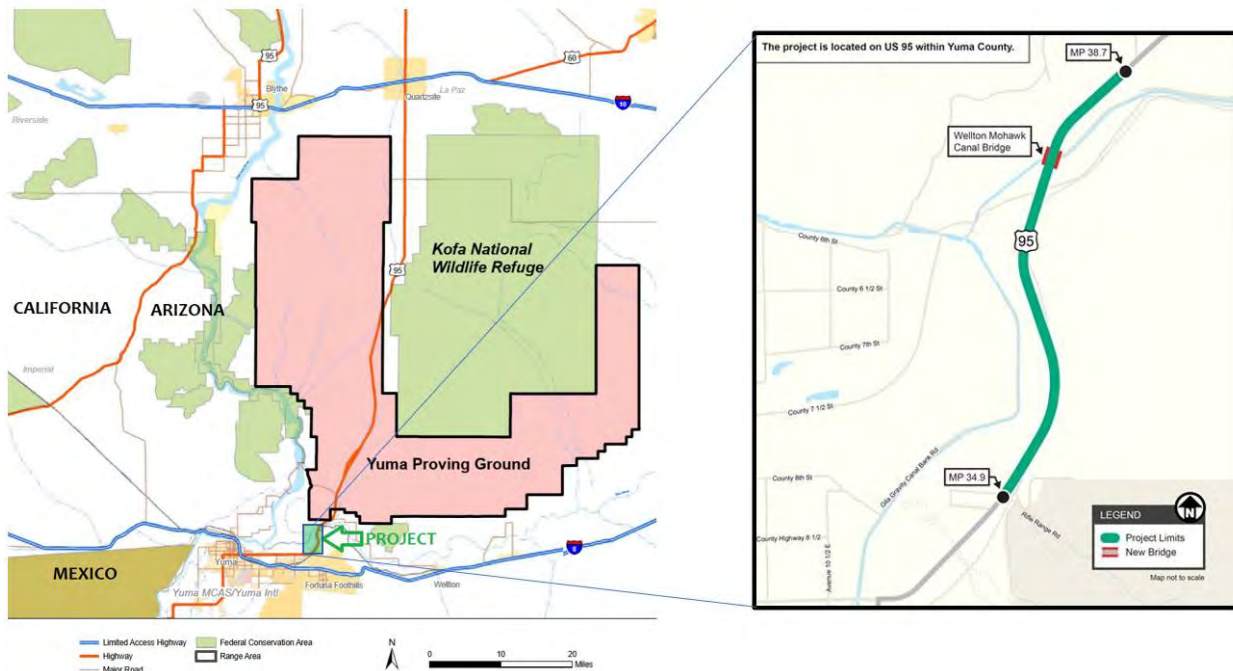 95
60
Blythe
La Paz
95
Quartzsite
10
Riverside
Kofa National
Wildlife Refuge
95
CALIFORNIA
ARIZONA
Imperial
Yuma Proving Ground
PROJECT
8
MEXICO
Yuma
Fortuna Foothills
Wellton
Yuma MCAS/Yuma Intl
Limited Access Highway
Highway
Major Road
Federal Conservation Area
Range Area
N
0
10
20
Miles
The project is located on US 95 within Yuma County.
MP 38.7
Wellton Mohawk
Canal Bridge
County 6th St
95
County 6 1/2 St
County 7th St
County 7 1/2 St
Gila Gravity Canal Bank Rd
MP 34.9
County 8th St
Rifle Range Rd
County Highway 8 1/2
Avenue 10 1/2 E
LEGEND
N
Project Limits
New Bridge
Map not to scale